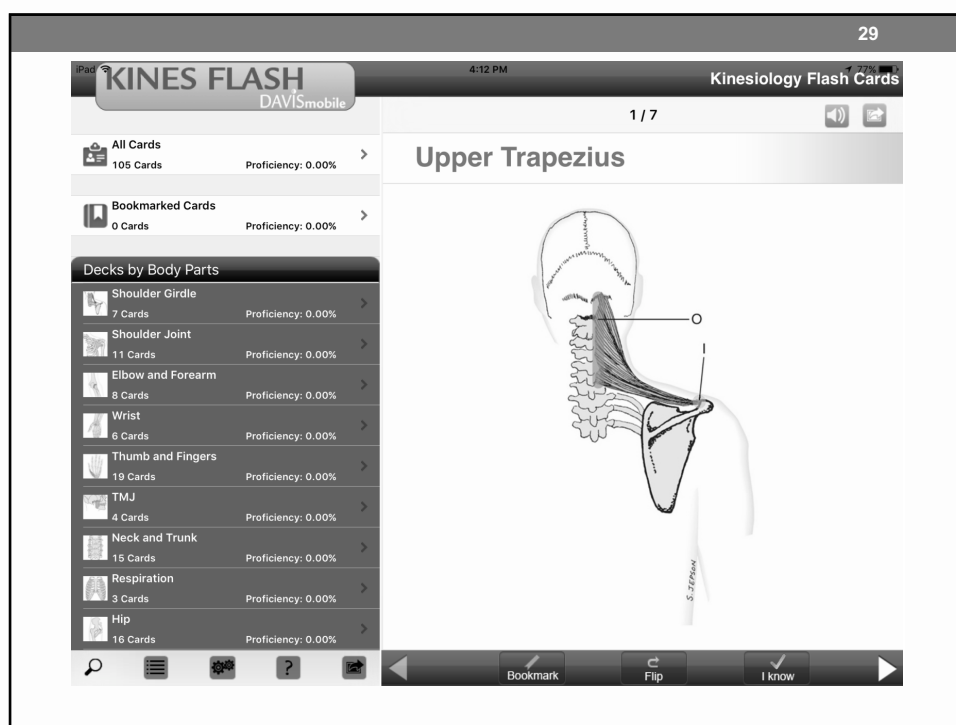 29
iPad
4:12 PM
77%
KINES FLASH
DAVISmobile
Kinesiology Flash Cards
1 / 7
All Cards
105 Cards Proficiency: 0.00%
Bookmarked Cards
0 Cards Proficiency: 0.00%
Decks by Body Parts
Shoulder Girdle
7 Cards Proficiency: 0.00%
Shoulder Joint
11 Cards Proficiency: 0.00%
Elbow and Forearm
8 Cards Proficiency: 0.00%
Wrist
6 Cards Proficiency: 0.00%
Thumb and Fingers
19 Cards Proficiency: 0.00%
TMJ
4 Cards Proficiency: 0.00%
Neck and Trunk
15 Cards Proficiency: 0.00%
Respiration
3 Cards Proficiency: 0.00%
Hip
16 Cards Proficiency: 0.00%
?
Upper Trapezius
O
I
S. JEPSON
Bookmark
Flip
I know